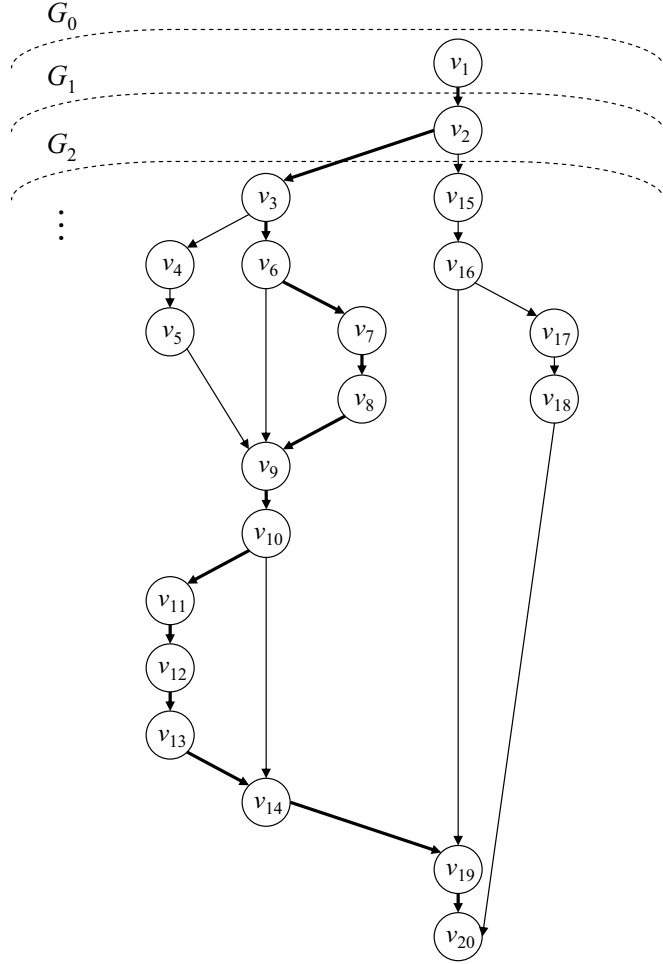 G₀
v₁
G₁
v₂
G₂
v₃
v₁₅
⋮
v₄
v₆
v₁₆
v₅
v₇
v₁₇
v₈
v₁₈
v₉
v₁₀
v₁₁
v₁₂
v₁₃
v₁₄
v₁₉
v₂₀